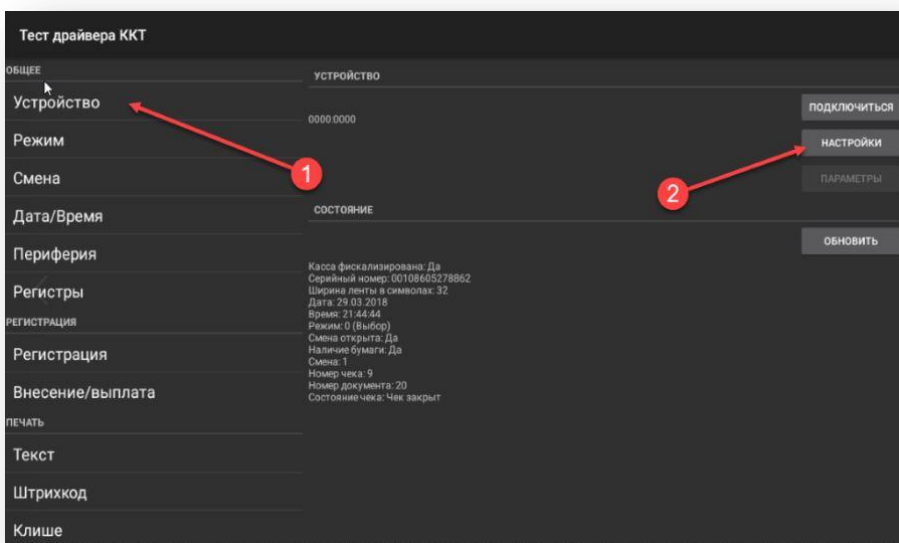 Тест драйвера ККТ
ОБЩЕЕ
Устройство
Режим
Смена
Дата/Время
Периферия
Регистры
РЕГИСТРАЦИЯ
Регистрация
Внесение/выплата
ПЕЧАТЬ
Текст
Штрихкод
Клише
1
УСТРОЙСТВО
0000:0000
ПОДКЛЮЧИТЬСЯ
НАСТРОЙКИ
2
ПАРАМЕТРЫ
СОСТОЯНИЕ
ОБНОВИТЬ
Касса фискализирована: Да
Серийный номер: 00108605278862
Ширина ленты в символах: 32
Дата: 29.03.2018
Время: 21:44:44
Режим: 0 (Выбор)
Смена открыта: Да
Наличие бумаги: Да
Смена: 1
Номер чека: 9
Номер документа: 20
Состояние чека: Чек закрыт